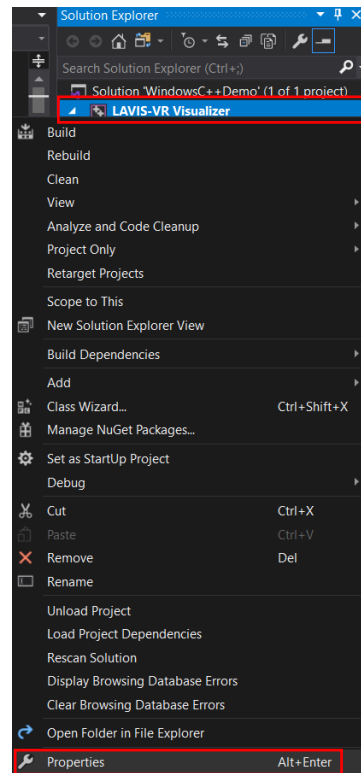 Solution Explorer
Search Solution Explorer (Ctrl+;)
Solution 'WindowsC++Demo' (1 of 1 project)
LAVIS-VR Visualizer
Build
Rebuild
Clean
View
Analyze and Code Cleanup
Project Only
Retarget Projects
Scope to This
New Solution Explorer View
Build Dependencies
Add
Class Wizard... Ctrl+Shift+X
Manage NuGet Packages...
Set as StartUp Project
Debug
Cut Ctrl+X
Paste Ctrl+V
Remove Del
Rename
Unload Project
Load Project Dependencies
Rescan Solution
Display Browsing Database Errors
Clear Browsing Database Errors
Open Folder in File Explorer
Properties Alt+Enter